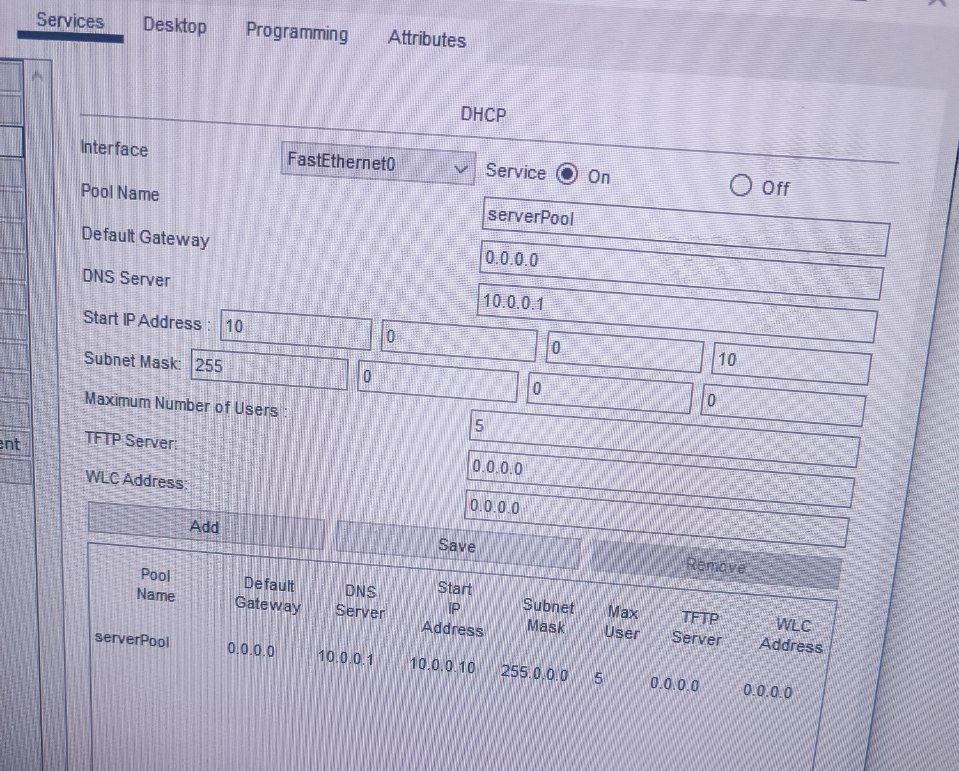 Services Desktop Programming Attributes
DHCP
Interface FastEthernet0 Service On Off
Pool Name serverPool
Default Gateway 0.0.0.0
DNS Server 10.0.0.1
Start IP Address : 10 0 0 10
Subnet Mask: 255 0 0 0
Maximum Number of Users : 5
TFTP Server: 0.0.0.0
WLC Address: 0.0.0.0
ent
Add Save Remove
Pool Name Default Gateway DNS Server Start IP Address Subnet Mask Max User TFTP Server WLC Address
serverPool 0.0.0.0 10.0.0.1 10.0.0.10 255.0.0.0 5 0.0.0.0 0.0.0.0